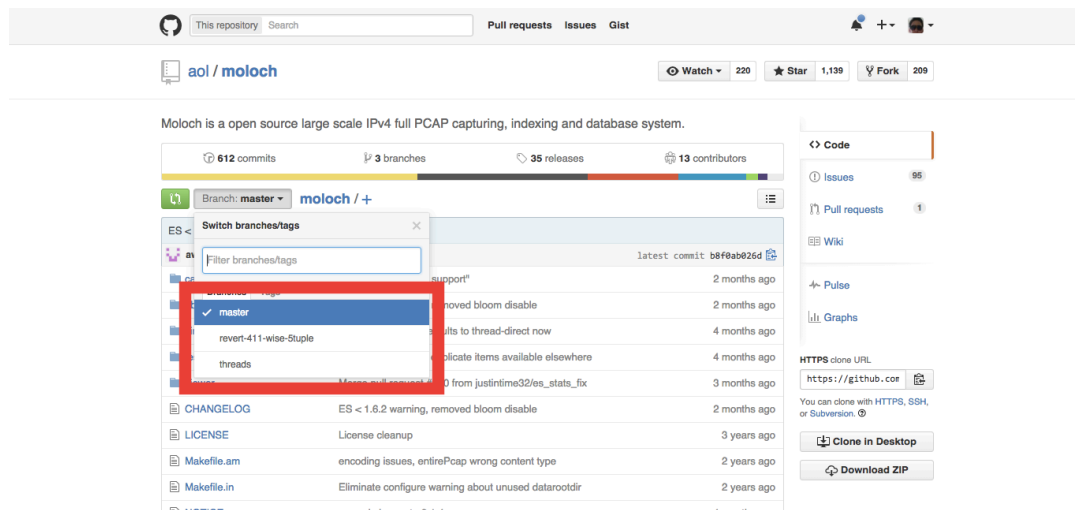 This repository Search Pull requests Issues Gist
aol / moloch Watch 220 Star 1,139 Fork 209
Moloch is a open source large scale IPv4 full PCAP capturing, indexing and database system.
612 commits 3 branches 35 releases 13 contributors
Branch: master moloch / +
Switch branches/tags
ES <
Filter branches/tags
latest commit b8f0ab026d
support" 2 months ago
Branches Tags
moved bloom disable 2 months ago
master
to thread-direct now 4 months ago
revert-411-wise-5tuple
items available elsewhere 4 months ago
threads
from justintime32/es_stats_fix 3 months ago
CHANGELOG ES < 1.6.2 warning, removed bloom disable 2 months ago
LICENSE License cleanup 3 years ago
Makefile.am encoding issues, entirePcap wrong content type 2 years ago
Makefile.in Eliminate configure warning about unused datarootdir 2 years ago
Code
Issues 95
Pull requests 1
Wiki
Pulse
Graphs
HTTPS clone URL
https://github.com
You can clone with HTTPS, SSH,
or Subversion.
Clone in Desktop
Download ZIP